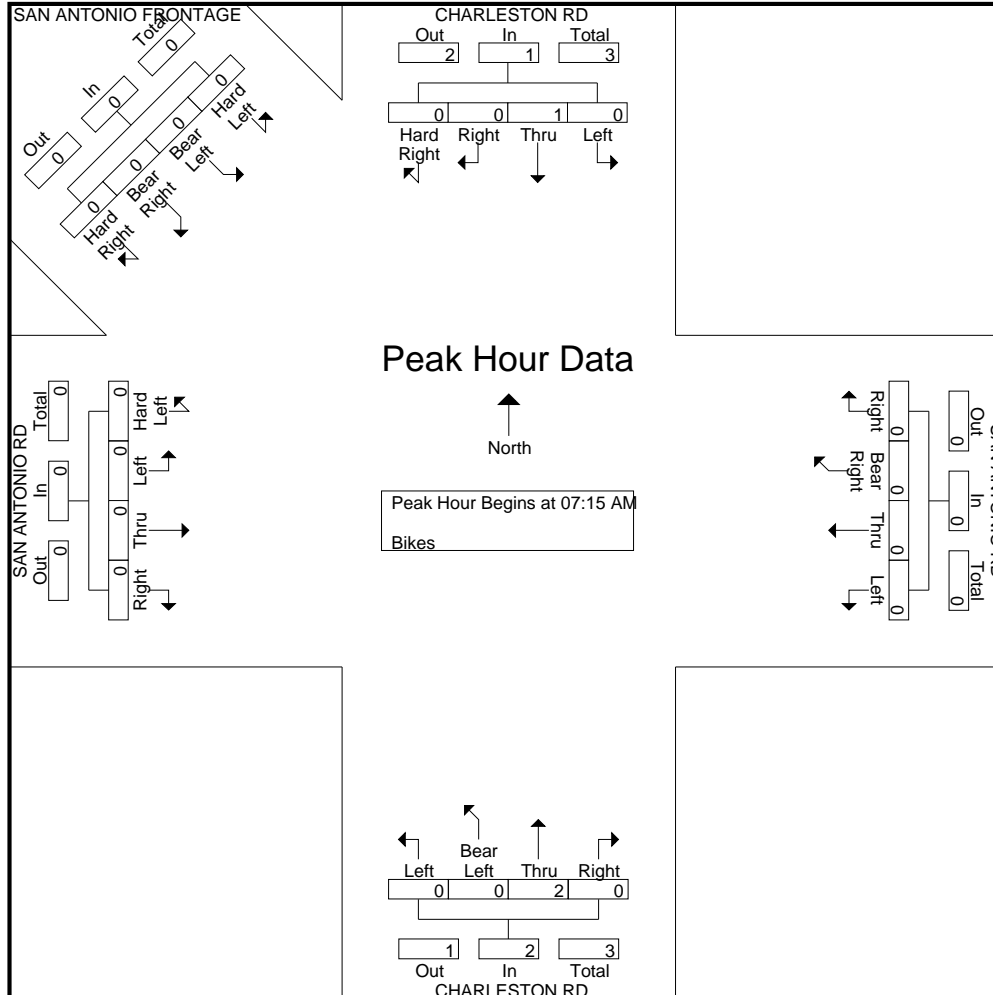 SAN ANTONIO FRONTAGE
Out
In
Total
0
0
0
0
0
0
0
Hard
Right
Bear
Right
Bear
Left
Hard
Left
CHARLESTON RD
Out In Total
2 1 3
0 0 1 0
Hard
Right
Right Thru Left
Peak Hour Data
North
Peak Hour Begins at 07:15 AM
Bikes
SAN ANTONIO RD
Out In Total
0 0 0
0 0 0 0
Right Thru Left
Hard
Left
Right
Bear
Right
Thru Left
0 0 0 0
Out In Total
0 0 0
Left
Bear
Left
Thru Right
0 0 2 0
1 2 3
Out In Total
CHARLESTON RD